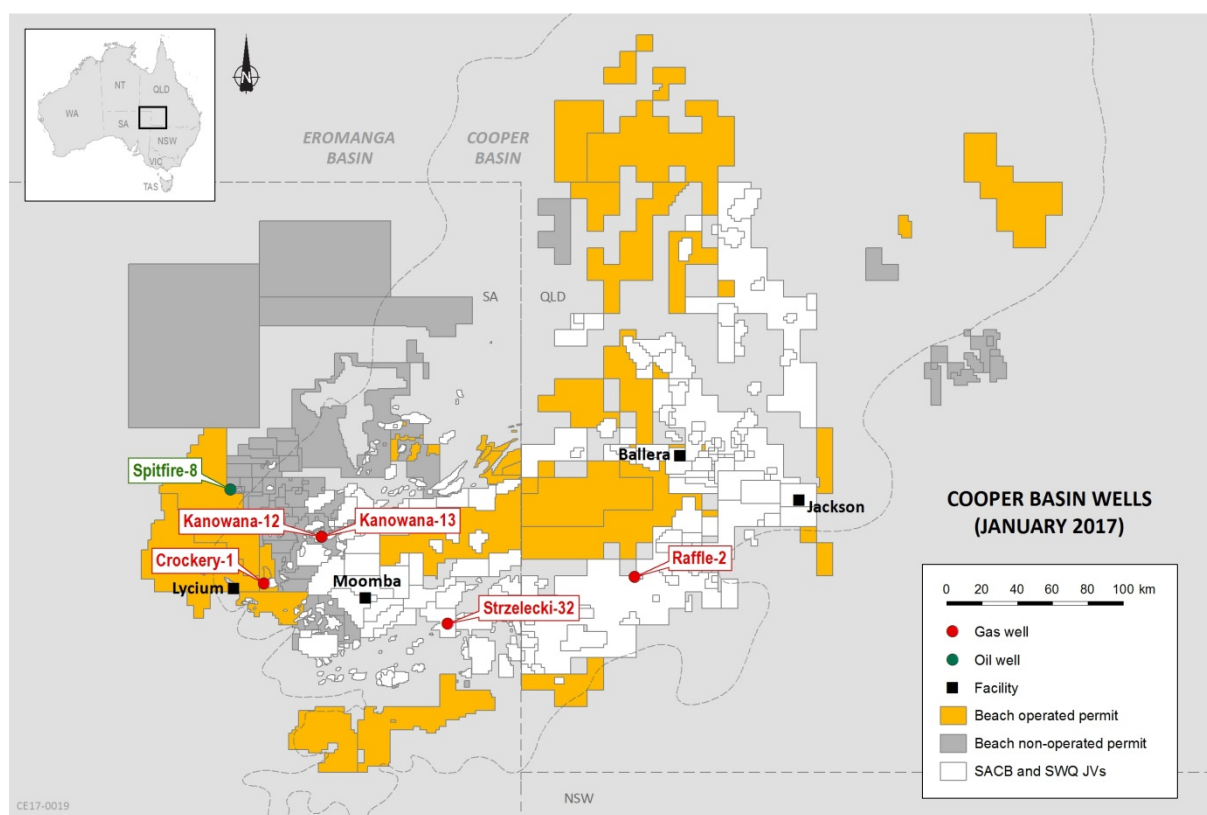 NT
QLD
WA
SA
NSW
VIC
TAS
N
EROMANGA
BASIN
COOPER
BASIN
SA
QLD
Spitfire-8
Kanowana-12
Kanowana-13
Crockery-1
Lycium
Moomba
Strzelecki-32
Raffle-2
Ballera
Jackson
COOPER BASIN WELLS
(JANUARY 2017)
0 20 40 60 80 100 km
Gas well
Oil well
Facility
Beach operated permit
Beach non-operated permit
SACB and SWQ JVs
NSW
CE17-0019